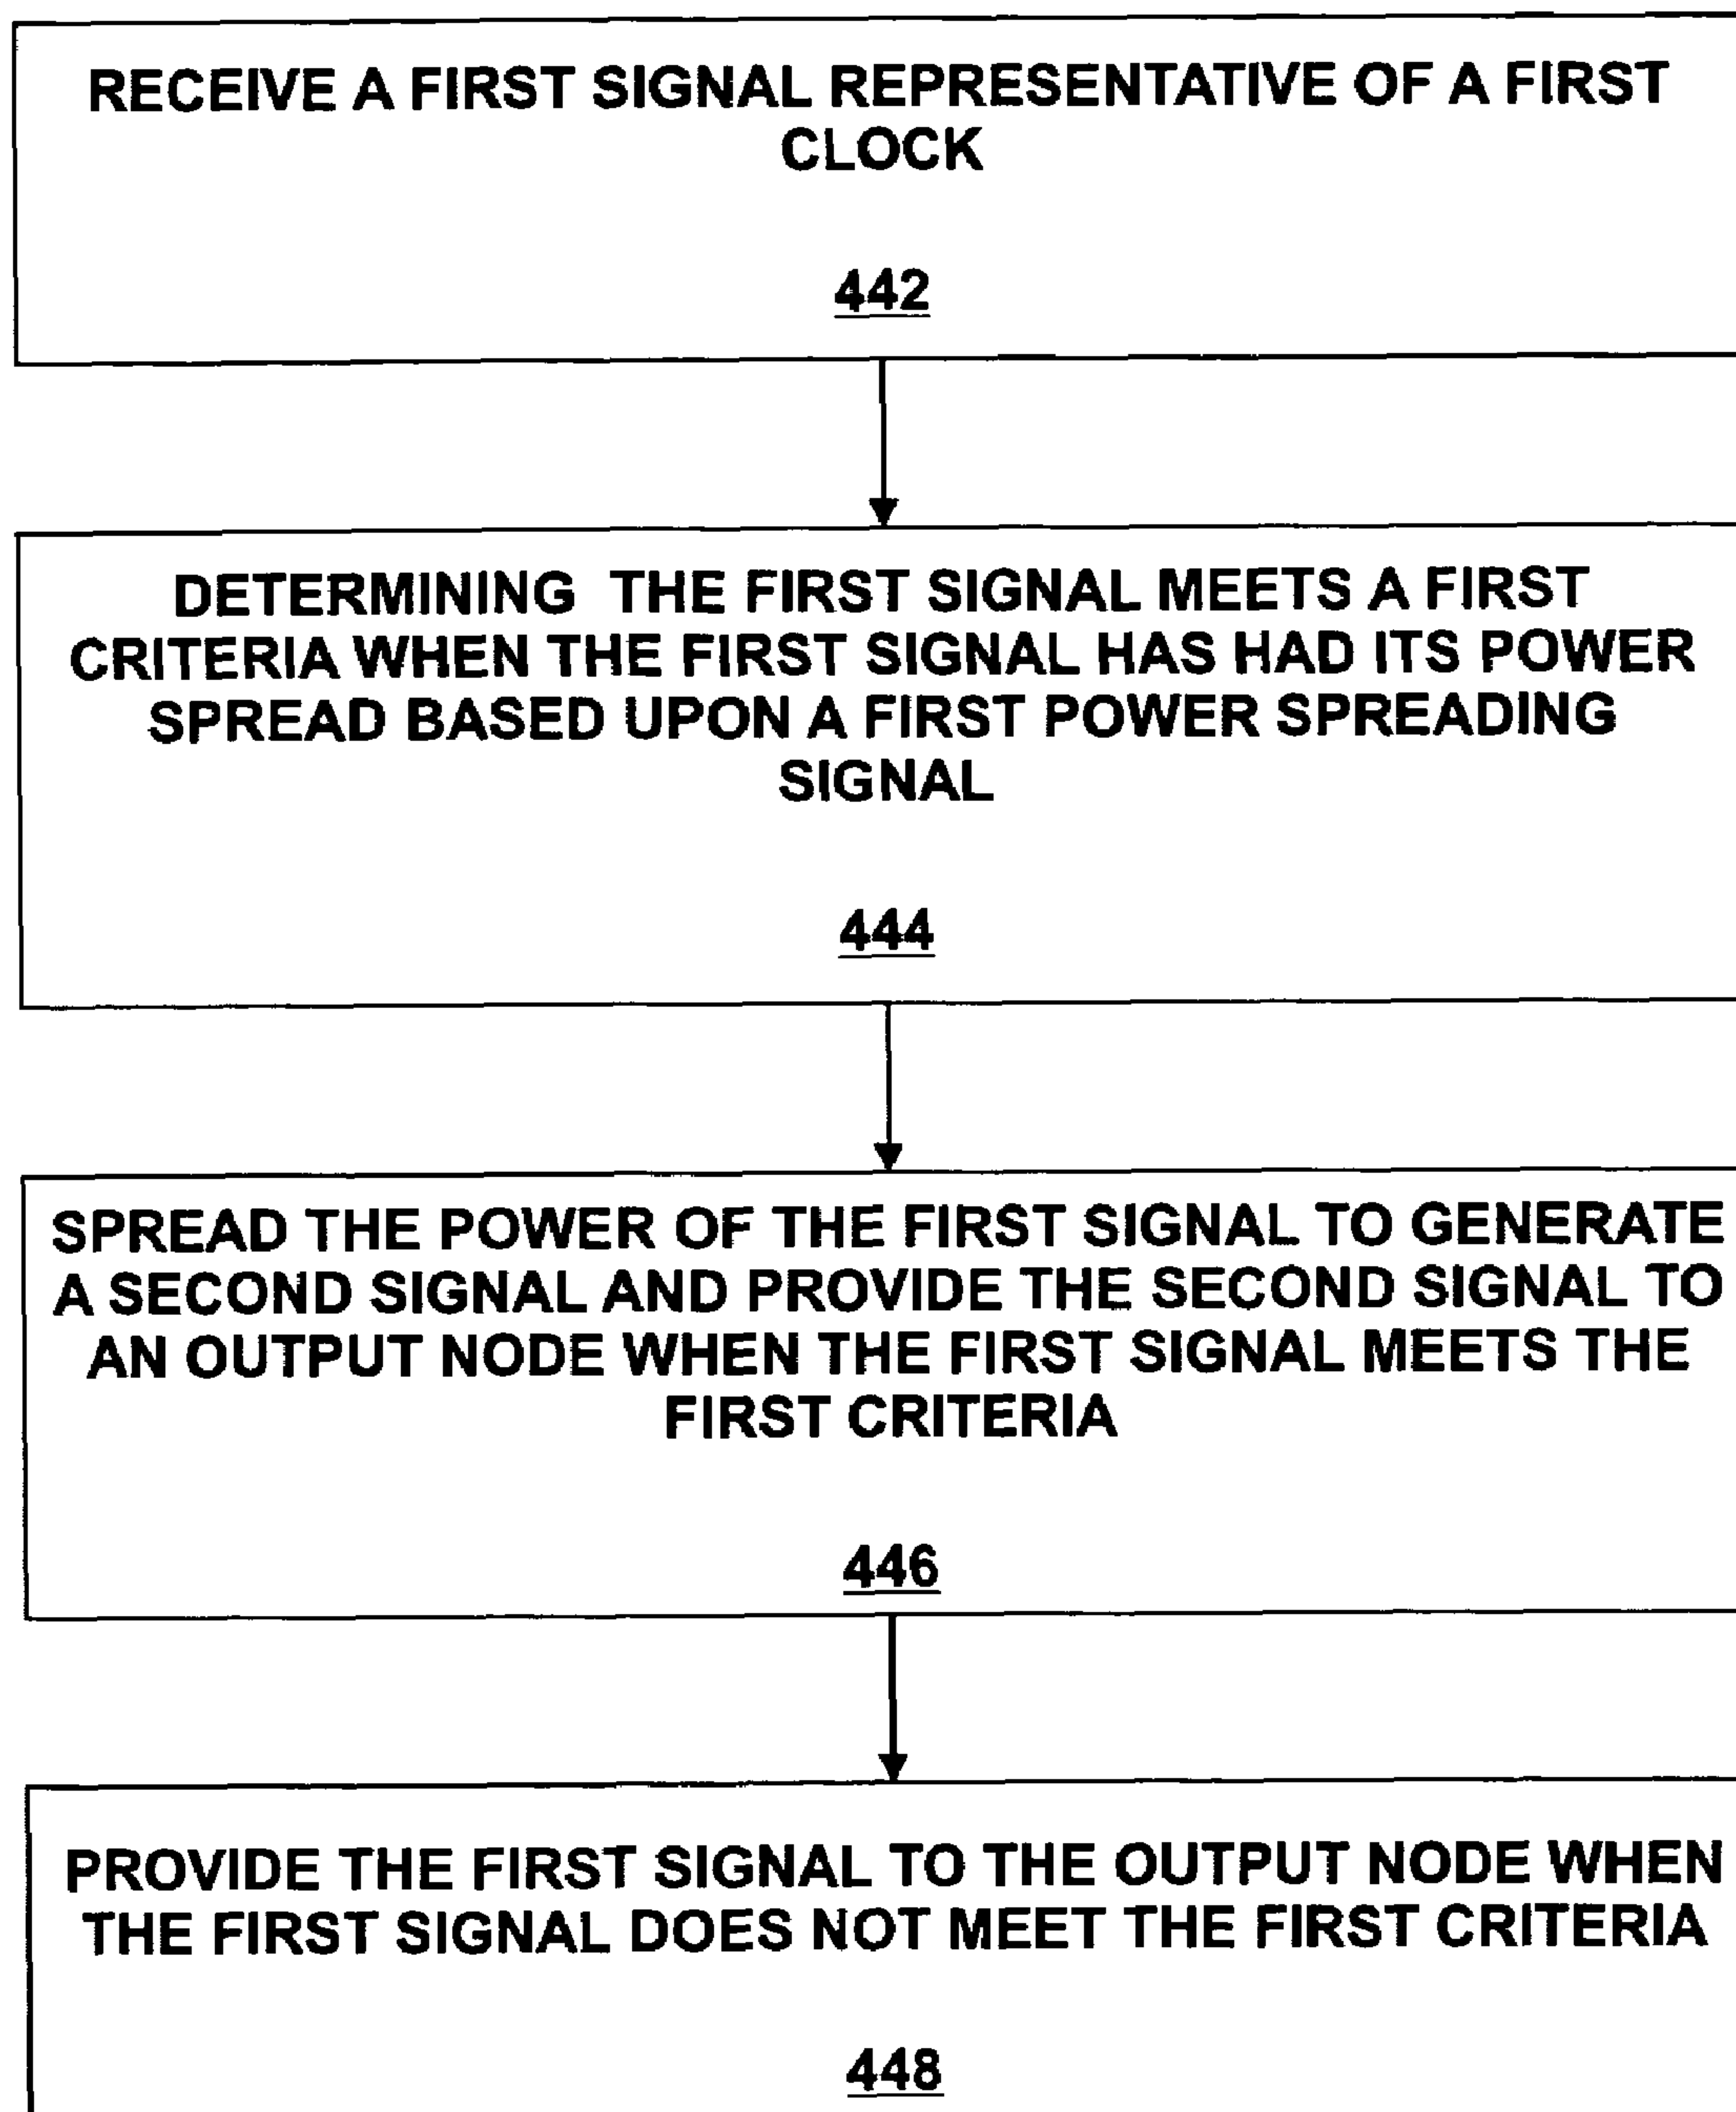 RECEIVE A FIRST SIGNAL REPRESENTATIVE OF A FIRST
CLOCK
442
DETERMINING THE FIRST SIGNAL MEETS A FIRST
CRITERIA WHEN THE FIRST SIGNAL HAS HAD ITS POWER
SPREAD BASED UPON A FIRST POWER SPREADING
SIGNAL
444
SPREAD THE POWER OF THE FIRST SIGNAL TO GENERATE
A SECOND SIGNAL AND PROVIDE THE SECOND SIGNAL TO
AN OUTPUT NODE WHEN THE FIRST SIGNAL MEETS THE
FIRST CRITERIA
446
PROVIDE THE FIRST SIGNAL TO THE OUTPUT NODE WHEN
THE FIRST SIGNAL DOES NOT MEET THE FIRST CRITERIA
448